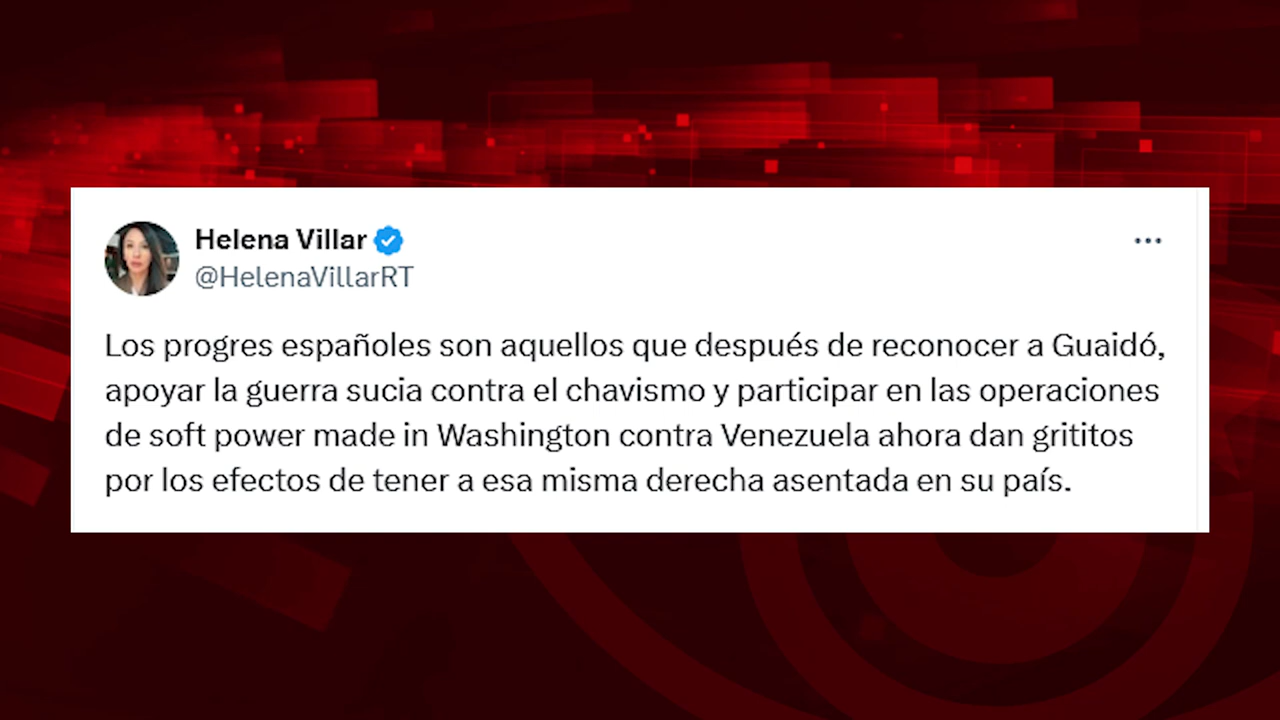 Helena Villar
@HelenaVillarRT
Los progres españoles son aquellos que después de reconocer a Guaidó,
apoyar la guerra sucia contra el chavismo y participar en las operaciones
de soft power made in Washington contra Venezuela ahora dan grititos
por los efectos de tener a esa misma derecha asentada en su país.